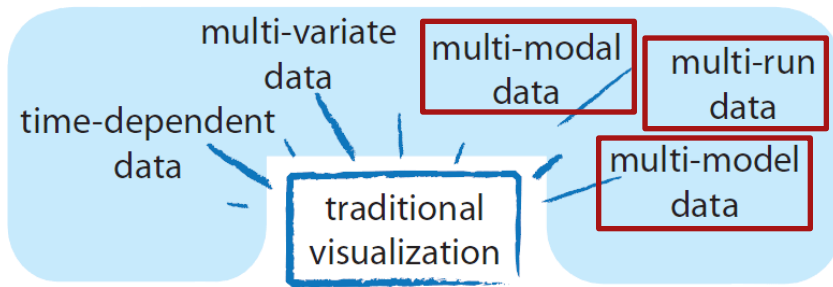 multi-variate
data
multi-modal
data
multi-run
data
time-dependent
data
multi-model
data
traditional
visualization